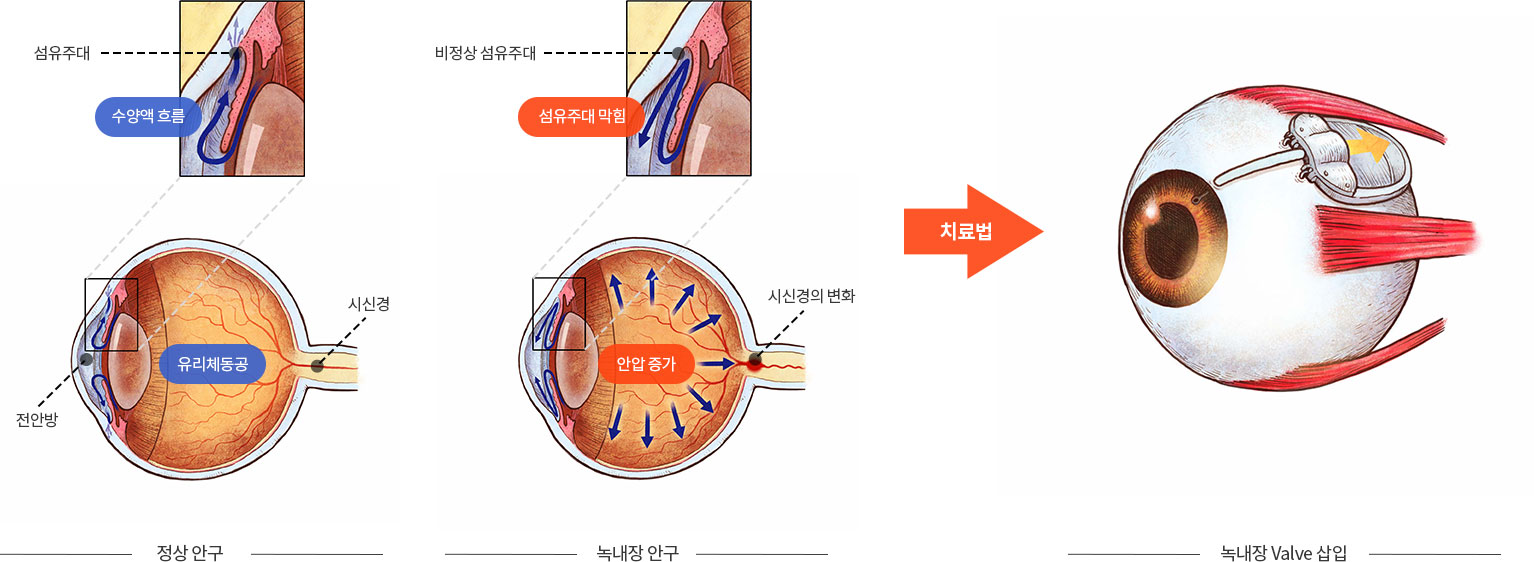 섬유주대
수양액 흐름
유리체동공
시신경
전안방
정상 안구
비정상 섬유주대
섬유주대 막힘
시신경의 변화
안압 증가
녹내장 안구
치료법
녹내장 Valve 삽입